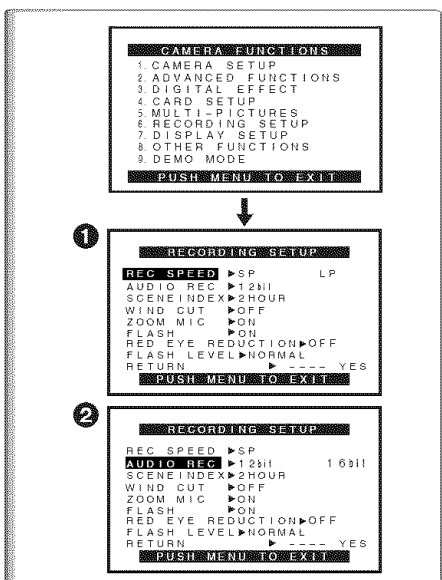 CAMERA FUNCTIONS
1. CAMERA SETUP
2. ADVANCED FUNCTIONS
3. DIGITAL EFFECT
4. CARD SETUP
5. MULTI-PICTURES
6. RECORDING SETUP
7. DISPLAY SETUP
8. OTHER FUNCTIONS
9. DEMO MODE
PUSH MENU TO EXIT
1
RECORDING SETUP
REC SPEED ▶SP LP
AUDIO REC ▶12bit
SCENEINDEX▶2HOUR
WIND CUT ▶OFF
ZOOM MIC ▶ON
FLASH ▶ON
RED EYE REDUCTION▶OFF
FLASH LEVEL▶NORMAL
RETURN ▶ ---- YES
PUSH MENU TO EXIT
2
RECORDING SETUP
REC SPEED ▶SP
AUDIO REC ▶12bit 16bit
SCENEINDEX▶2HOUR
WIND CUT ▶OFF
ZOOM MIC ▶ON
FLASH ▶ON
RED EYE REDUCTION▶OFF
FLASH LEVEL▶NORMAL
RETURN ▶ ---- YES
PUSH MENU TO EXIT